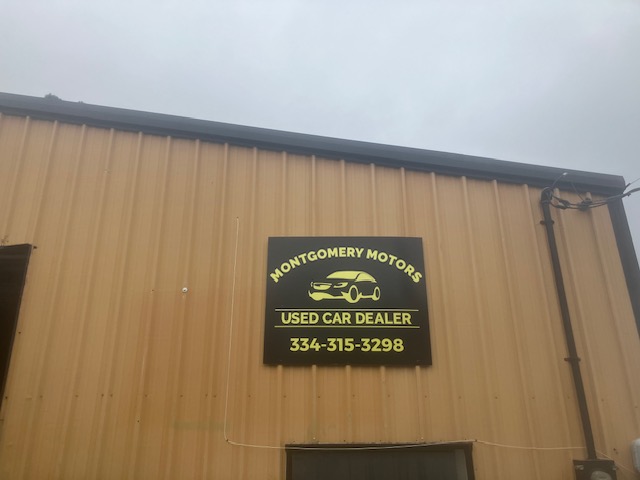 MONTGOMERY MOTORS
USED CAR DEALER
334-315-3298